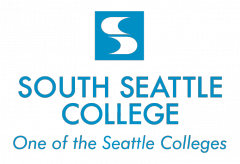 SOUTH SEATTLE
COLLEGE
One of the Seattle Colleges